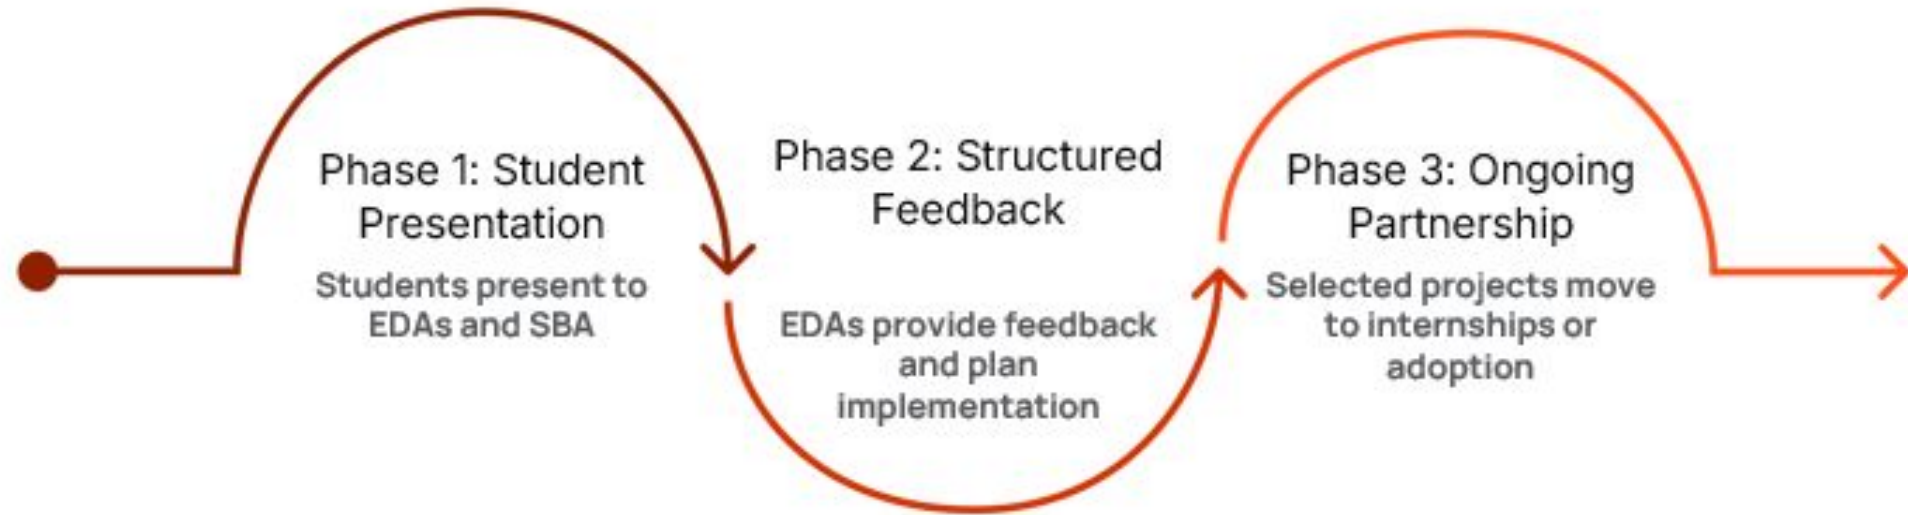 Phase 1: Student
Presentation
Students present to
EDAs and SBA
Phase 2: Structured
Feedback
EDAs provide feedback
and plan
implementation
Phase 3: Ongoing
Partnership
Selected projects move
to internships or
adoption